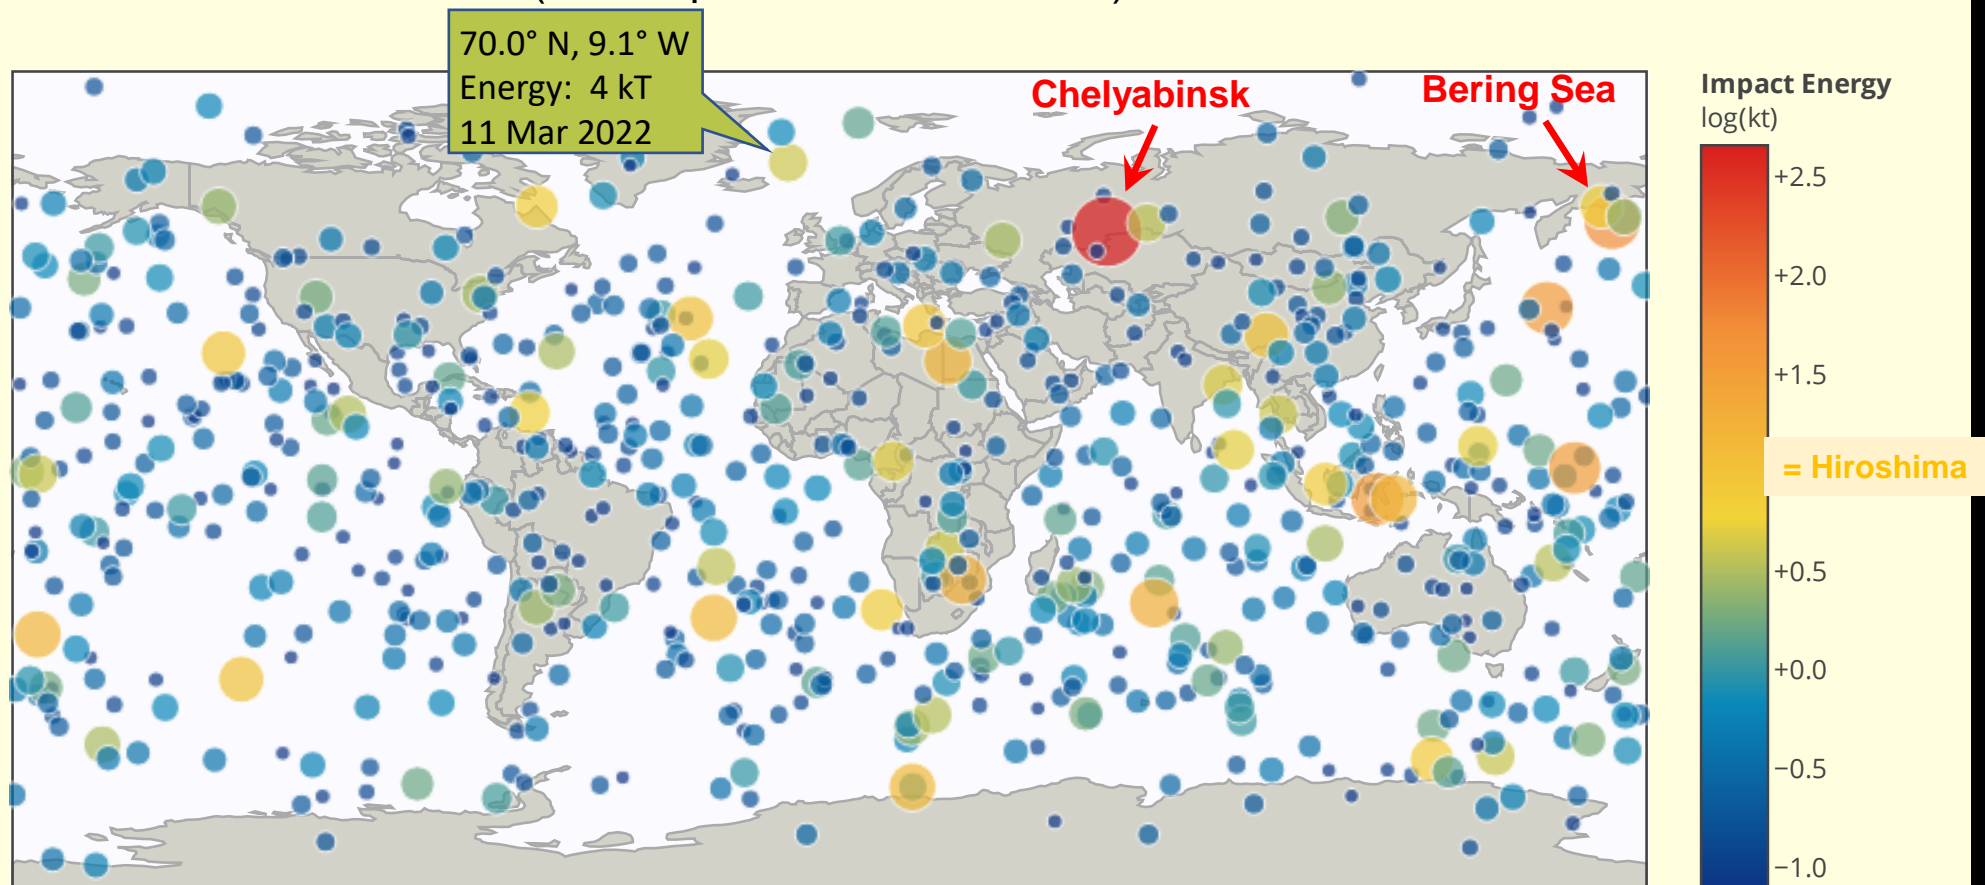 70.0° N, 9.1° W
Energy: 4 kT
11 Mar 2022
Chelyabinsk
Bering Sea
Impact Energy
log(kt)
+2.5
+2.0
+1.5
= Hiroshima
+0.5
+0.0
−0.5
−1.0